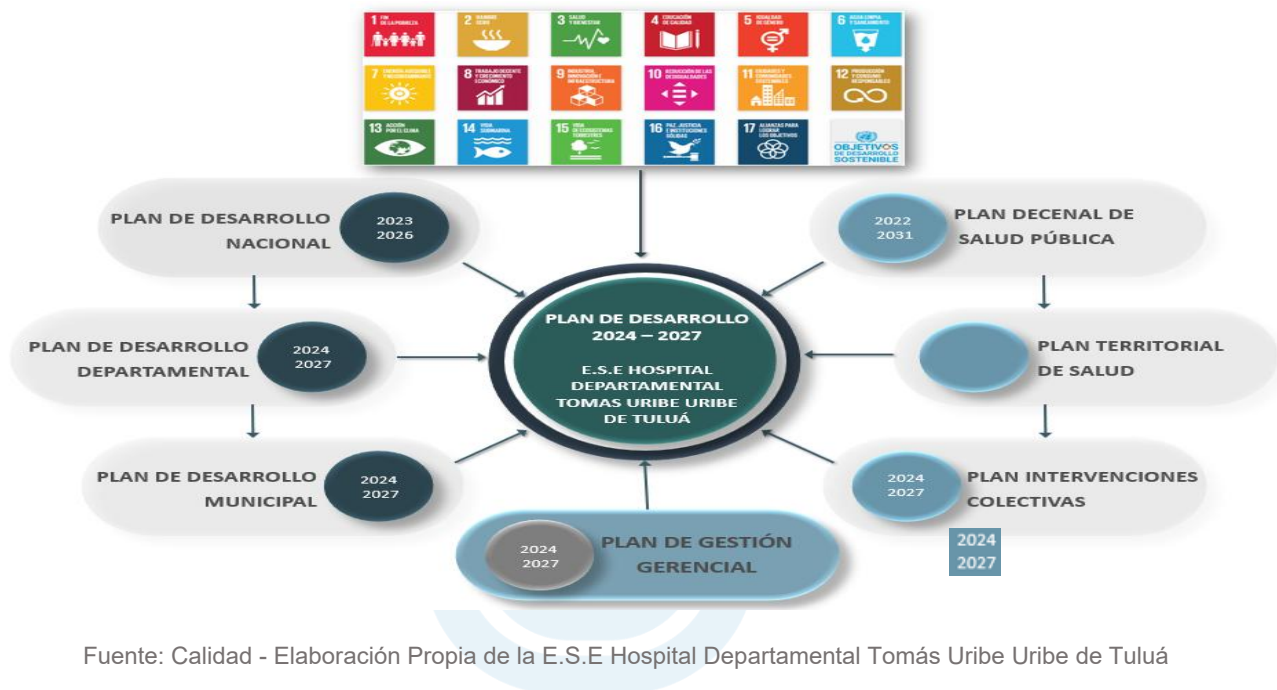 1 FIN
DE LA POBREZA
2 HAMBRE
CERO
3 SALUD
Y BIENESTAR
4 EDUCACIÓN
DE CALIDAD
5 IGUALDAD
DE GÉNERO
6 AGUA LIMPIA
Y SANEAMIENTO
7 ENERGÍA ASEQUIBLE
Y NO CONTAMINANTE
8 TRABAJO DECENTE
Y CRECIMIENTO
ECONÓMICO
9 INDUSTRIA,
INNOVACIÓN E
INFRAESTRUCTURA
10 REDUCCIÓN DE LAS
DESIGUALDADES
11 CIUDADES Y
COMUNIDADES
SOSTENIBLES
12 PRODUCCIÓN
Y CONSUMO
RESPONSABLES
13 ACCIÓN
POR EL CLIMA
14 VIDA
SUBMARINA
15 VIDA
DE ECOSISTEMAS
TERRESTRES
16 PAZ, JUSTICIA
E INSTITUCIONES
SÓLIDAS
17 ALIANZAS PARA
LOGRAR
LOS OBJETIVOS
OBJETIVOS
DE DESARROLLO
SOSTENIBLE
PLAN DE DESARROLLO
NACIONAL
2023
2026
2022
2031
PLAN DECENAL DE
SALUD PÚBLICA
PLAN DE DESARROLLO
DEPARTAMENTAL
2024
2027
PLAN DE DESARROLLO
2024 – 2027
E.S.E HOSPITAL
DEPARTAMENTAL
TOMAS URIBE URIBE
DE TULUÁ
PLAN TERRITORIAL
DE SALUD
PLAN DE DESARROLLO
MUNICIPAL
2024
2027
2024
2027
PLAN INTERVENCIONES
COLECTIVAS
2024
2027
2024
2027
PLAN DE GESTIÓN
GERENCIAL
Fuente: Calidad - Elaboración Propia de la E.S.E Hospital Departamental Tomás Uribe Uribe de Tuluá